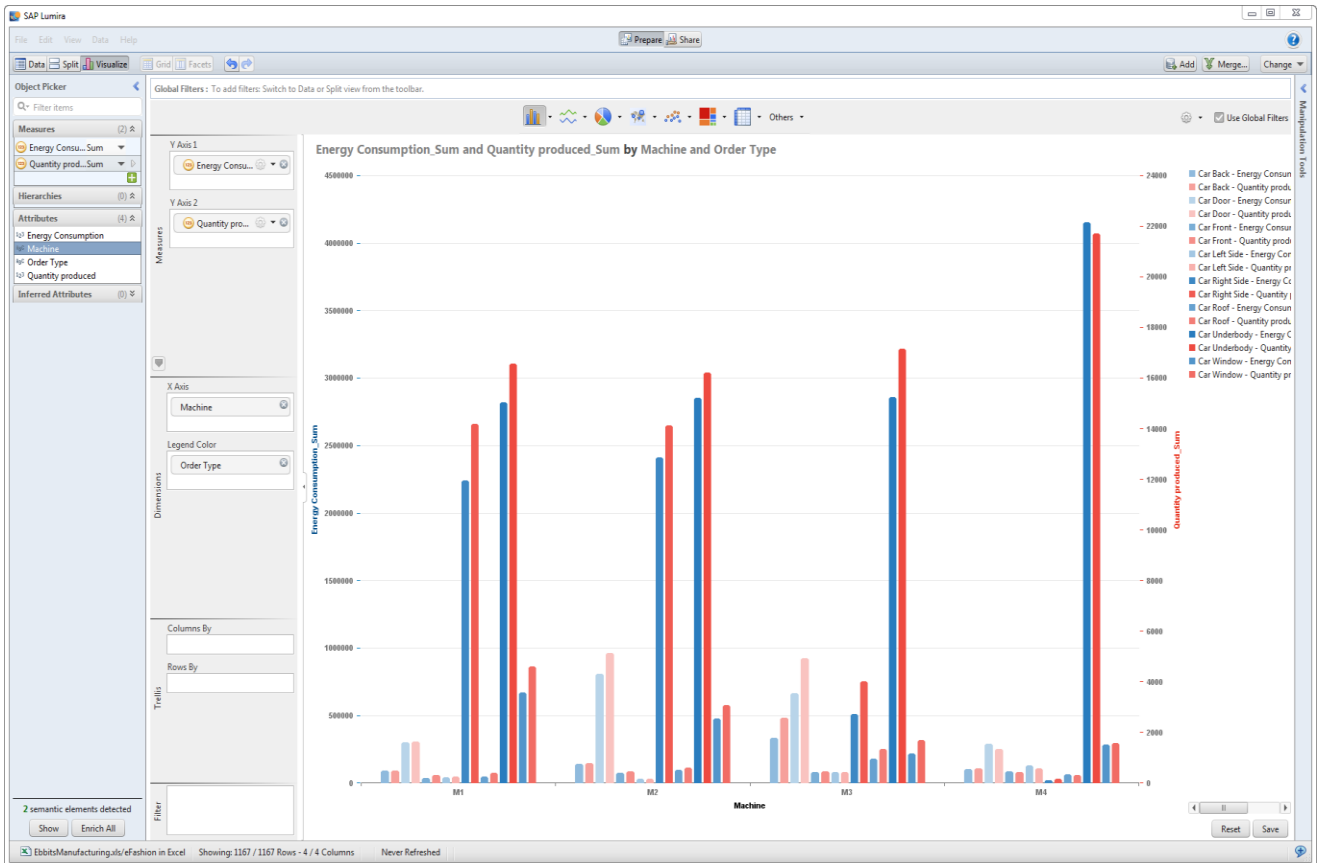 SAP Lumira
File Edit View Data Help
Prepare Share
Data Split Visualize Grid Facets
Add Merge... Change
Object Picker
Filter items
Measures (2)
Energy Consu... Sum
Quantity prod...Sum
Hierarchies (0)
Attributes (4)
Energy Consumption
Machine
Order Type
Quantity produced
Inferred Attributes (0)
2 semantic elements detected
Show Enrich All
Global Filters : To add filters: Switch to Data or Split view from the toolbar.
Others
Use Global Filters
Manipulation Tools
Measures
Y Axis 1
Energy Consu...
Y Axis 2
Quantity pro...
Dimensions
X Axis
Machine
Legend Color
Order Type
Trellis
Columns By
Rows By
Filter
Energy Consumption_Sum and Quantity produced_Sum by Machine and Order Type
Energy Consumption_Sum
4500000
4000000
3500000
3000000
2500000
2000000
1500000
1000000
500000
0
M1 M2 M3 M4
Machine
24000
22000
20000
18000
16000
14000
12000
10000
8000
6000
4000
2000
0
Quantity produced_Sum
Car Back - Energy Consun
Car Back - Quantity produ
Car Door - Energy Consur
Car Door - Quantity produ
Car Front - Energy Consur
Car Front - Quantity prod
Car Left Side - Energy Cor
Car Left Side - Quantity pr
Car Right Side - Energy Co
Car Right Side - Quantity
Car Roof - Energy Consun
Car Roof - Quantity produ
Car Underbody - Energy C
Car Underbody - Quantity
Car Window - Energy Con
Car Window - Quantity pr
Reset Save
EbbitsManufacturing.xls/eFashion in Excel Showing: 1167 / 1167 Rows - 4 / 4 Columns Never Refreshed